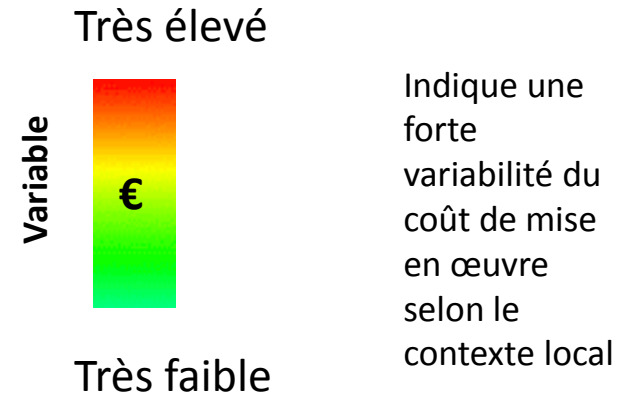 Très élevé
Variable
€
Très faible
Indique une
forte
variabilité du
coût de mise
en œuvre
selon le
contexte local